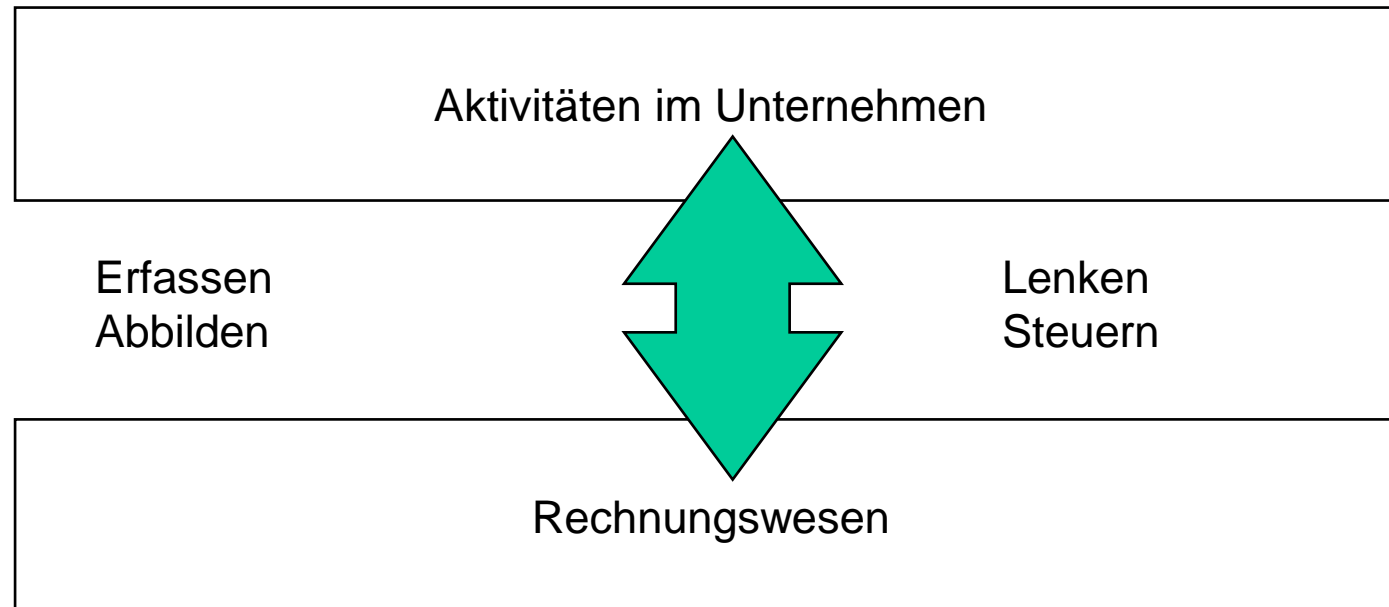 Aktivitäten im Unternehmen
Erfassen
Abbilden
Lenken
Steuern
Rechnungswesen